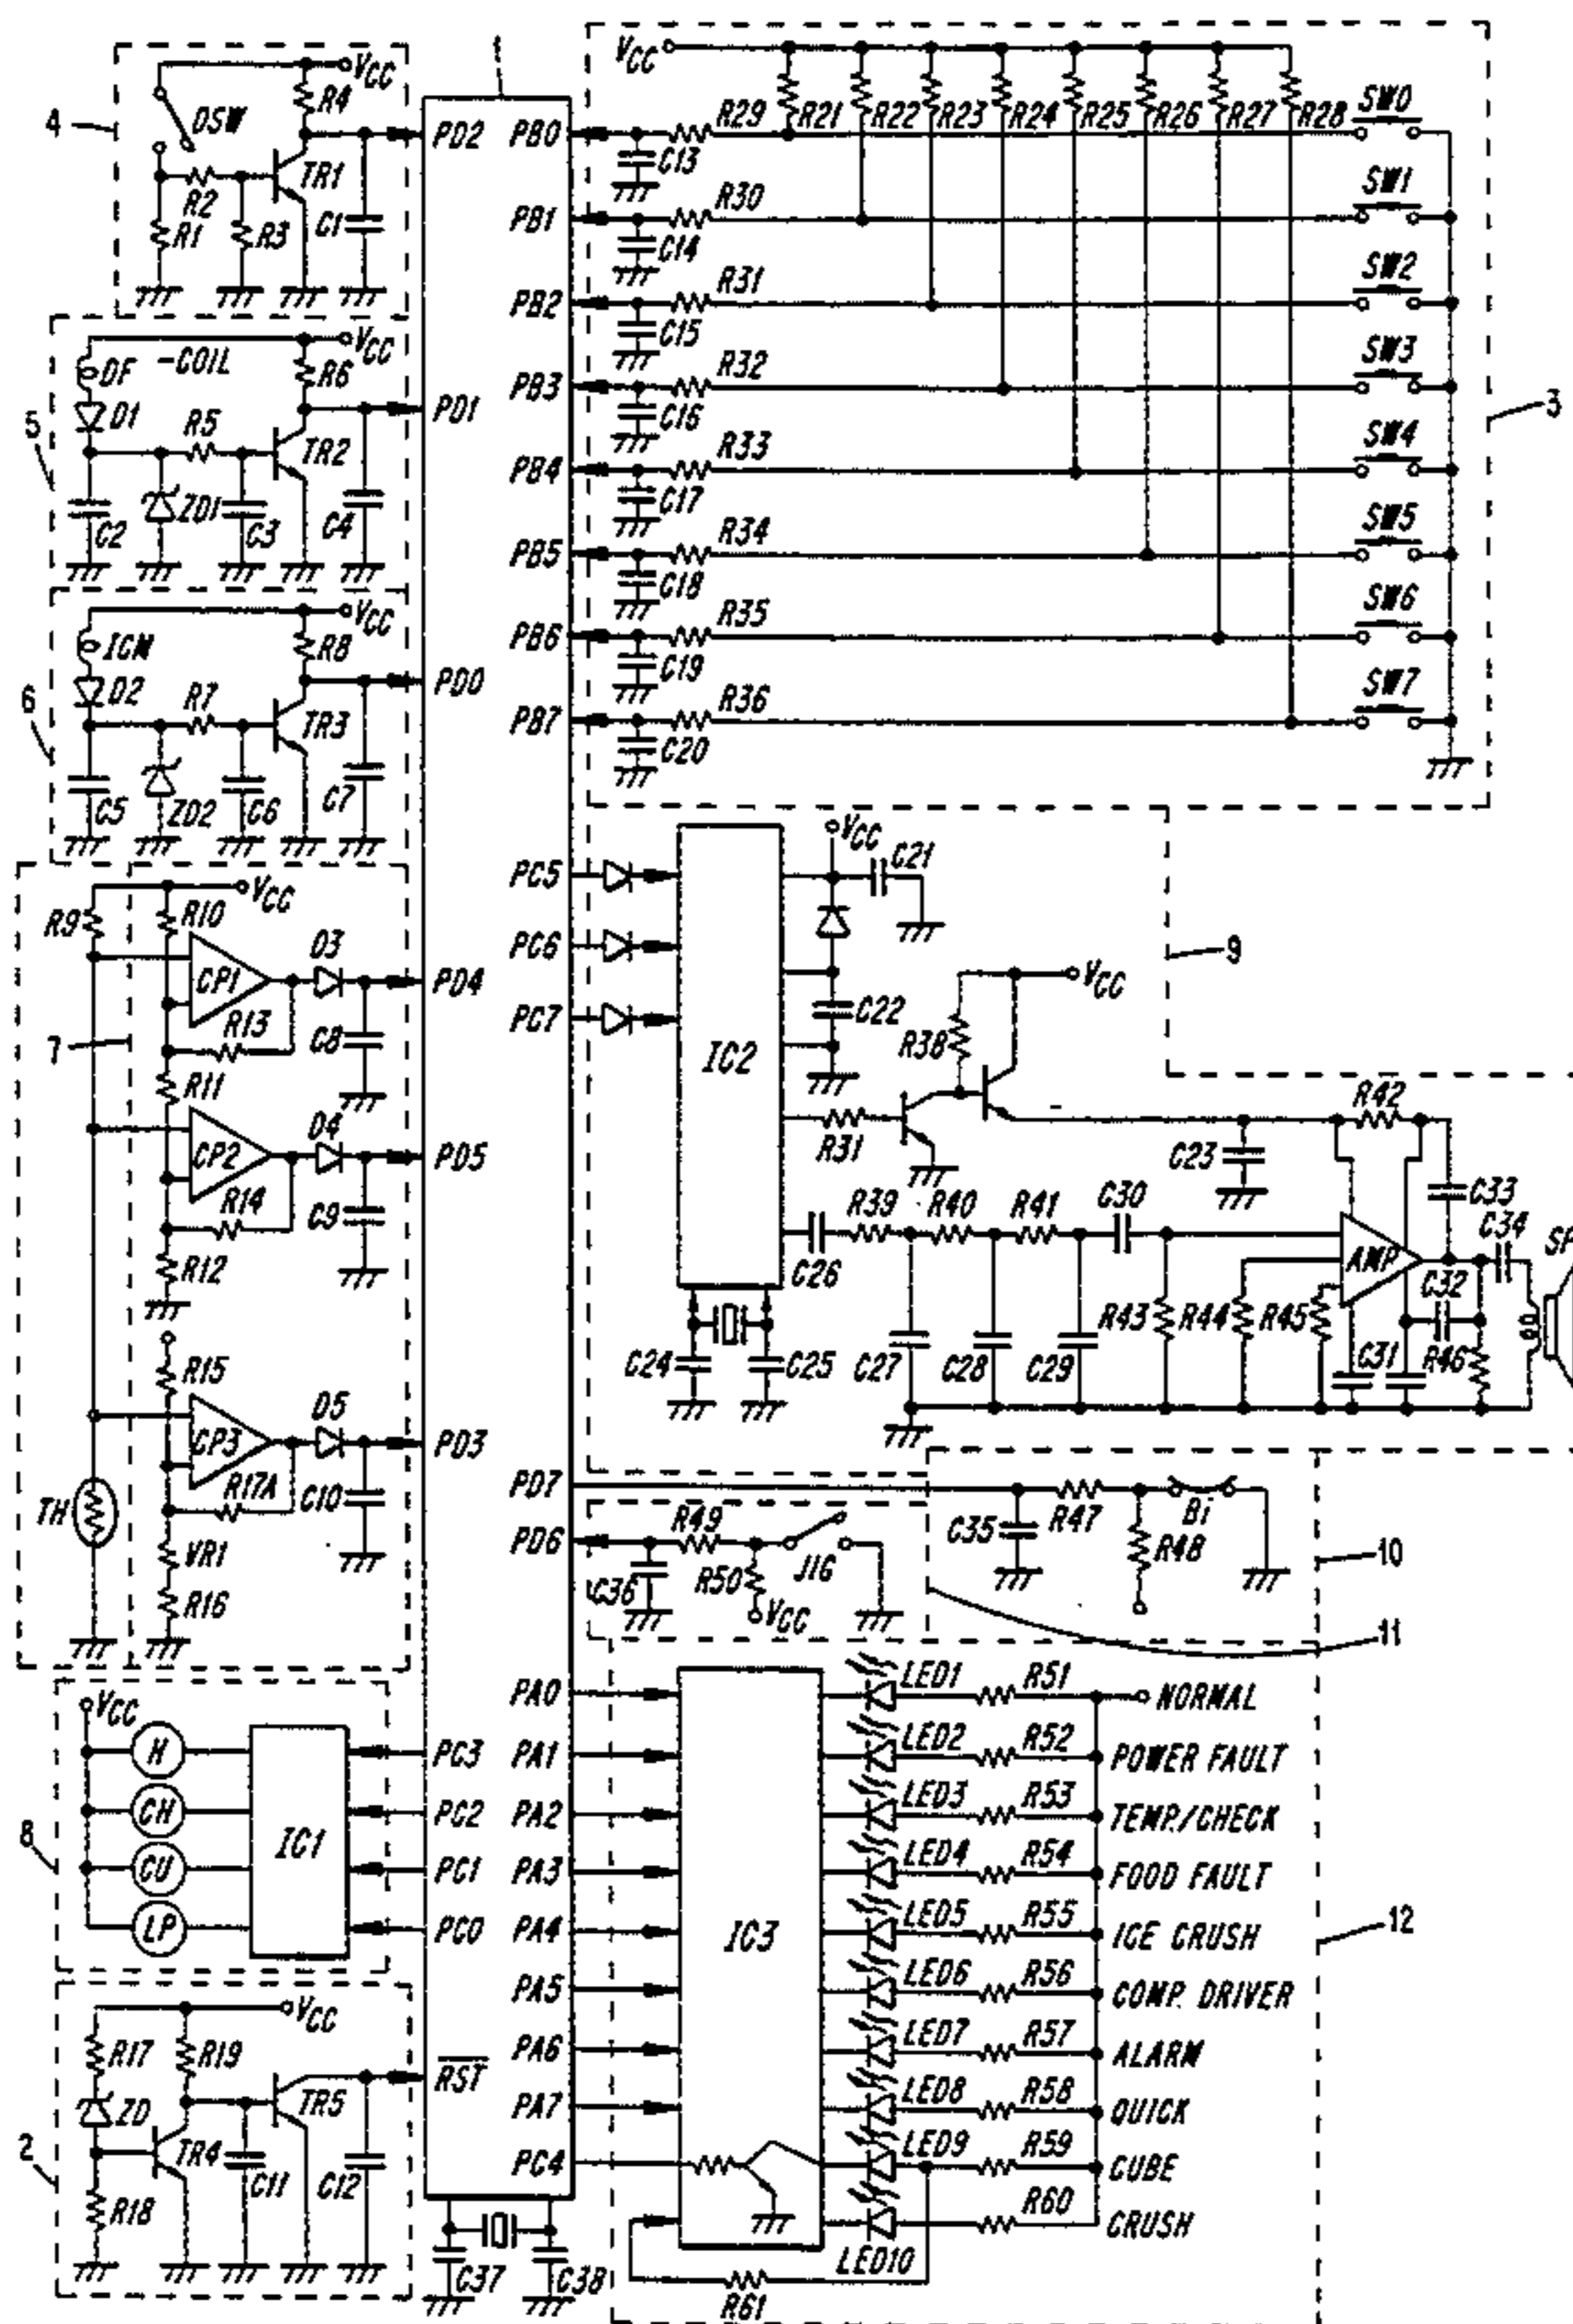 1
4
VCC
R4
DSW
TR1
R2
R1
R3
C1
PD2
5
DF
-COIL
VCC
R6
D1
R5
TR2
C2
ZD1
C3
C4
PD1
6
ICM
VCC
R8
D2
R7
TR3
C5
ZD2
C6
C7
PD0
7
R9
R10
VCC
CP1
D3
R13
C8
PD4
R11
CP2
D4
R14
C9
PD5
R12
R15
CP3
D5
R17A
C10
PD3
TH
VR1
R16
8
VCC
H
CH
CU
LP
IC1
PC3
PC2
PC1
PC0
2
VCC
R17
R19
ZD
TR4
TR5
C11
C12
R18
RST
C37
C38
3
VCC
R21
R22
R23
R24
R25
R26
R27
R28
PB0
R29
C13
SW0
PB1
R30
C14
SW1
PB2
R31
C15
SW2
PB3
R32
C16
SW3
PB4
R33
C17
SW4
PB5
R34
C18
SW5
PB6
R35
C19
SW6
PB7
R36
C20
SW7
9
PC5
PC6
PC7
IC2
VCC
C21
C22
R38
VCC
R31
C23
R42
C33
C34
SP
C26
R39
R40
R41
C30
AMP
C32
C24
C25
C27
C28
C29
R43
R44
R45
C31
R46
PD7
C35
R47
Bi
R48
10
PD6
R49
C36
R50
JIG
VCC
11
12
IC3
PA0
LED1
R51
NORMAL
PA1
LED2
R52
POWER FAULT
PA2
LED3
R53
TEMP./CHECK
PA3
LED4
R54
FOOD FAULT
PA4
LED5
R55
ICE CRUSH
PA5
LED6
R56
COMP. DRIVER
PA6
LED7
R57
ALARM
PA7
LED8
R58
QUICK
PC4
LED9
R59
CUBE
LED10
R60
CRUSH
R61